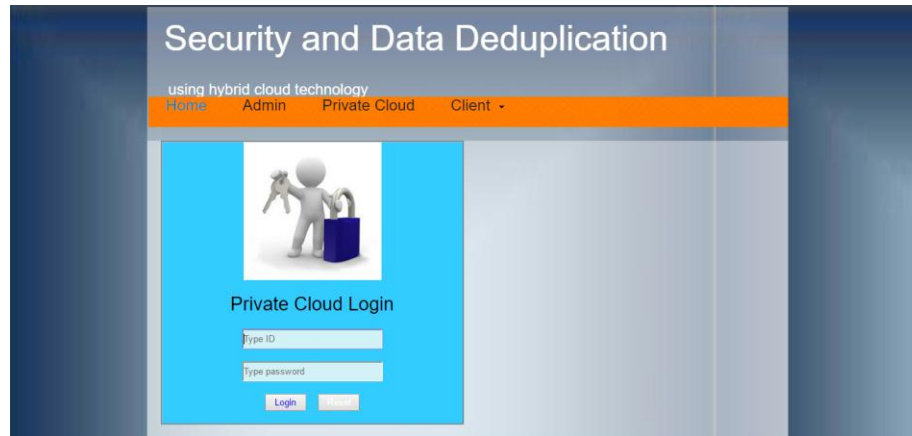 Security and Data Deduplication
using hybrid cloud technology
Home Admin Private Cloud Client
Private Cloud Login
Type ID
Type password
Login